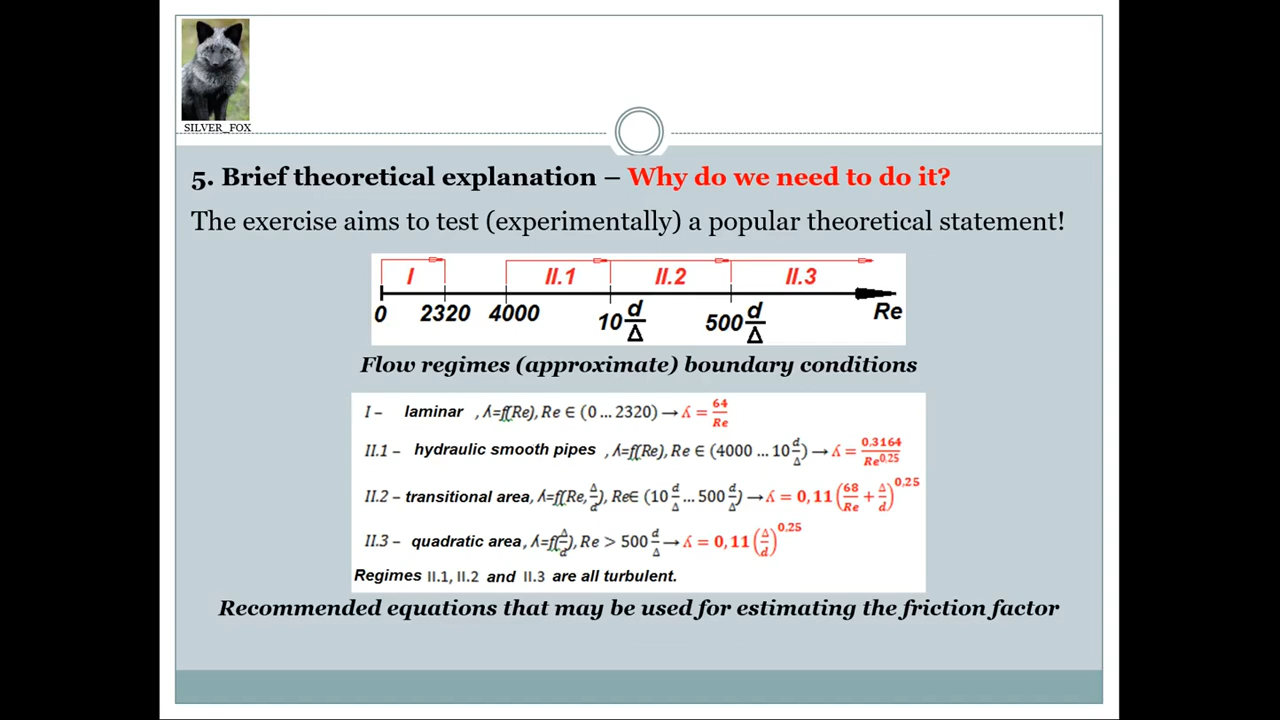 SILVER_FOX
5. Brief theoretical explanation – Why do we need to do it?
The exercise aims to test (experimentally) a popular theoretical statement!
I II.1 II.2 II.3
0 2320 4000 10 d/Δ 500 d/Δ Re
Flow regimes (approximate) boundary conditions
I – laminar , ʎ=f(Re), Re ∈ (0 … 2320) → ʎ = 64/Re
II.1 – hydraulic smooth pipes , ʎ=f(Re), Re ∈ (4000 … 10 d/Δ) → ʎ = 0,3164/Re^0,25
II.2 – transitional area, ʎ=f(Re, Δ/d), Re∈ (10 d/Δ … 500 d/Δ) → ʎ = 0,11(68/Re + Δ/d)^0,25
II.3 – quadratic area, ʎ=f(Δ/d), Re > 500 d/Δ → ʎ = 0,11(Δ/d)^0,25
Regimes II.1, II.2 and II.3 are all turbulent.
Recommended equations that may be used for estimating the friction factor